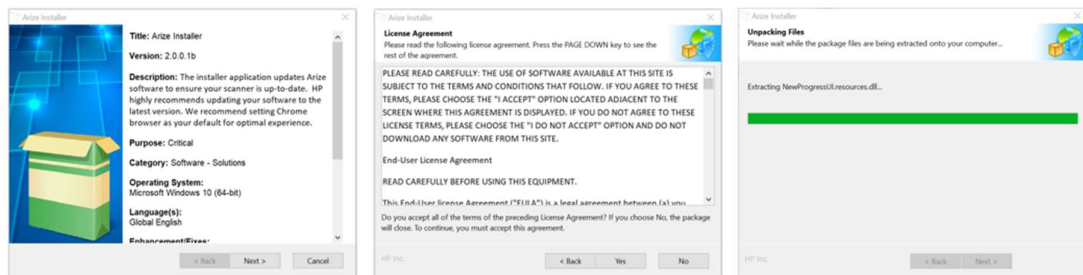 Arize Installer
Title: Arize Installer
Version: 2.0.0.1b
Description: The installer application updates Arize
software to ensure your scanner is up-to-date. HP
highly recommends updating your software to the
latest version. We recommend setting Chrome
browser as your default for optimal experience.
Purpose: Critical
Category: Software - Solutions
Operating System:
Microsoft Windows 10 (64-bit)
Language(s):
Global English
Enhancement/Fixes:
< Back
Next >
Cancel
Arize Installer
License Agreement
Please read the following license agreement. Press the PAGE DOWN key to see the
rest of the agreement.
PLEASE READ CAREFULLY: THE USE OF SOFTWARE AVAILABLE AT THIS SITE IS
SUBJECT TO THE TERMS AND CONDITIONS THAT FOLLOW. IF YOU AGREE TO THESE
TERMS, PLEASE CHOOSE THE "I ACCEPT" OPTION LOCATED ADJACENT TO THE
SCREEN WHERE THIS AGREEMENT IS DISPLAYED. IF YOU DO NOT AGREE TO THESE
LICENSE TERMS, PLEASE CHOOSE THE "I DO NOT ACCEPT" OPTION AND DO NOT
DOWNLOAD ANY SOFTWARE FROM THIS SITE.
End-User License Agreement
READ CAREFULLY BEFORE USING THIS EQUIPMENT.
This End-User license Agreement ("EULA") is a legal agreement between (a) you
Do you accept all of the terms of the preceding License Agreement? If you choose No, the package
will close. To continue, you must accept this agreement.
HP Inc.
< Back
Yes
No
Arize Installer
Unpacking Files
Please wait while the package files are being extracted onto your computer...
Extracting NewProgressUI.resources.dll...
HP Inc.
< Back
Next >